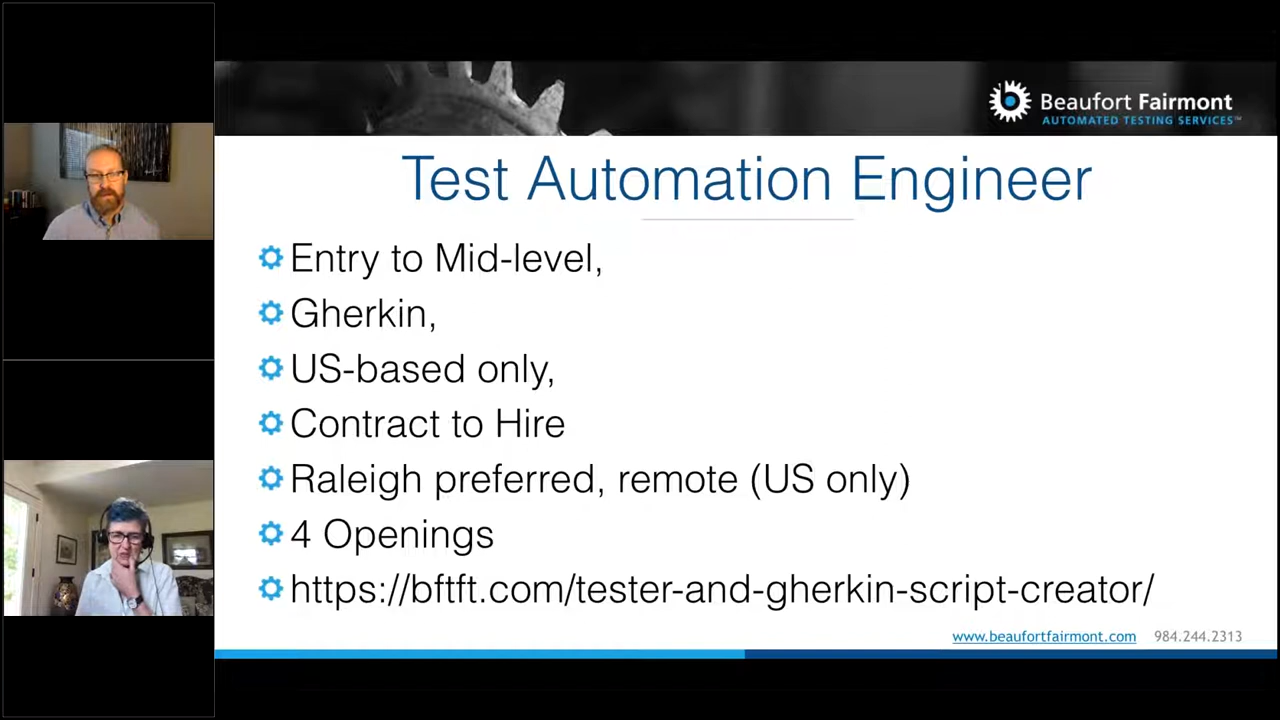 Beaufort Fairmont
AUTOMATED TESTING SERVICES™
Test Automation Engineer
Entry to Mid-level,
Gherkin,
US-based only,
Contract to Hire
Raleigh preferred, remote (US only)
4 Openings
https://bftft.com/tester-and-gherkin-script-creator/
www.beaufortfairmont.com 984.244.2313